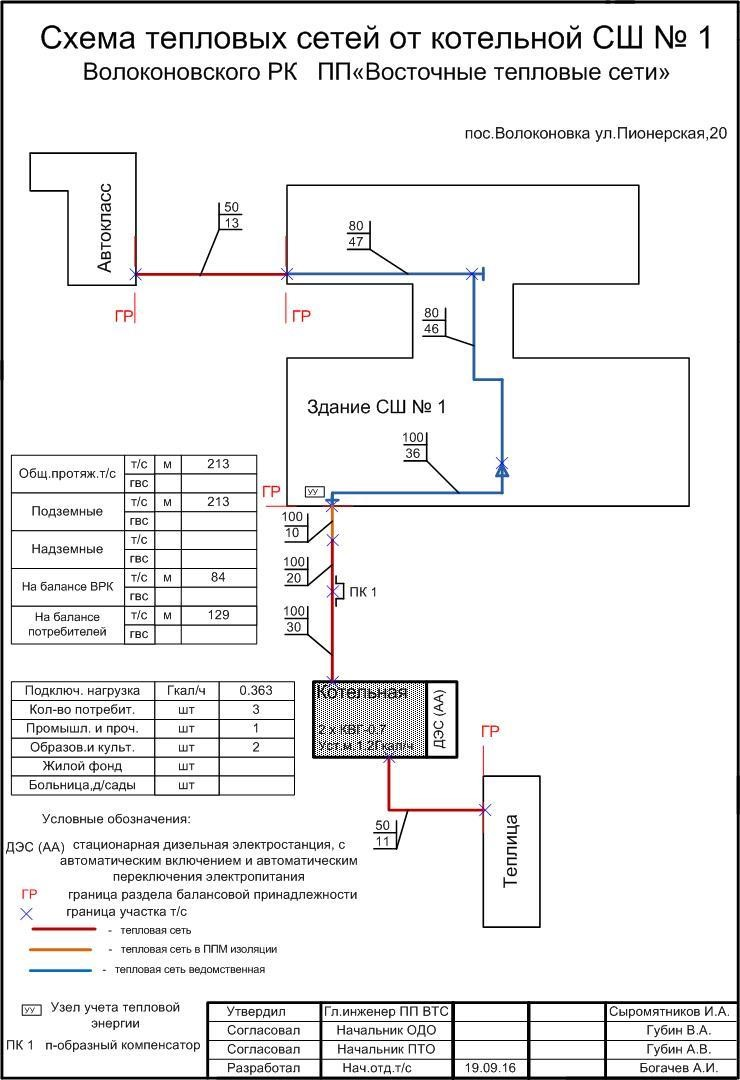 Схема тепловых сетей от котельной СШ № 1
Волоконовского РК ПП«Восточные тепловые сети»
пос.Волоконовка ул.Пионерская,20
Автокласс
50
13
80
47
ГР
ГР
80
46
Здание СШ № 1
100
36
ГР
УУ
100
10
100
20
ПК 1
100
30
Общ.протяж.т/с т/с м 213
гвс
Подземные т/с м 213
гвс
Надземные т/с
гвс
На балансе ВРК т/с м 84
гвс
На балансе потребителей т/с м 129
гвс
Котельная
2 х КВГ-0.7
Уст.м.1.2Гкал/ч
ДЭС (АА)
ГР
50
11
Теплица
Подключ. нагрузка Гкал/ч 0.363
Кол-во потребит. шт 3
Промышл. и проч. шт 1
Образов.и культ. шт 2
Жилой фонд шт
Больница,д/сады шт
Условные обозначения:
ДЭС (АА) стационарная дизельная электростанция, с
автоматическим включением и автоматическим
переключения электропитания
ГР граница раздела балансовой принадлежности
граница участка т/с
- тепловая сеть
- тепловая сеть в ППМ изоляции
- тепловая сеть ведомственная
УУ Узел учета тепловой
энергии
ПК 1 п-образный компенсатор
Утвердил Гл.инженер ПП ВТС Сыромятников И.А.
Согласовал Начальник ОДО Губин В.А.
Согласовал Начальник ПТО Губин А.В.
Разработал Нач.отд.т/с 19.09.16 Богачев А.И.